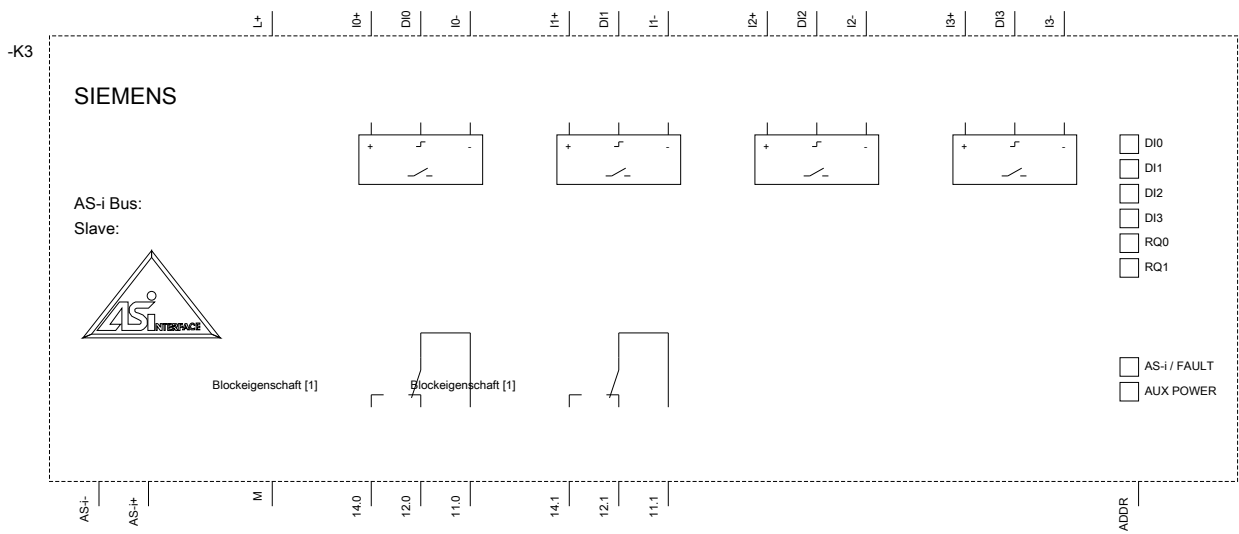 L+ I0+ DI0 I0- I1+ DI1 I1- I2+ DI2 I2- I3+ DI3 I3-
-K3
SIEMENS
+ - + - + - + -
DI0
DI1
DI2
DI3
RQ0
RQ1
AS-i Bus:
Slave:
ASi INTERFACE
Blockeigenschaft [1] Blockeigenschaft [1]
AS-i / FAULT
AUX POWER
AS-i- AS-i+ M 14.0 12.0 11.0 14.1 12.1 11.1 ADDR